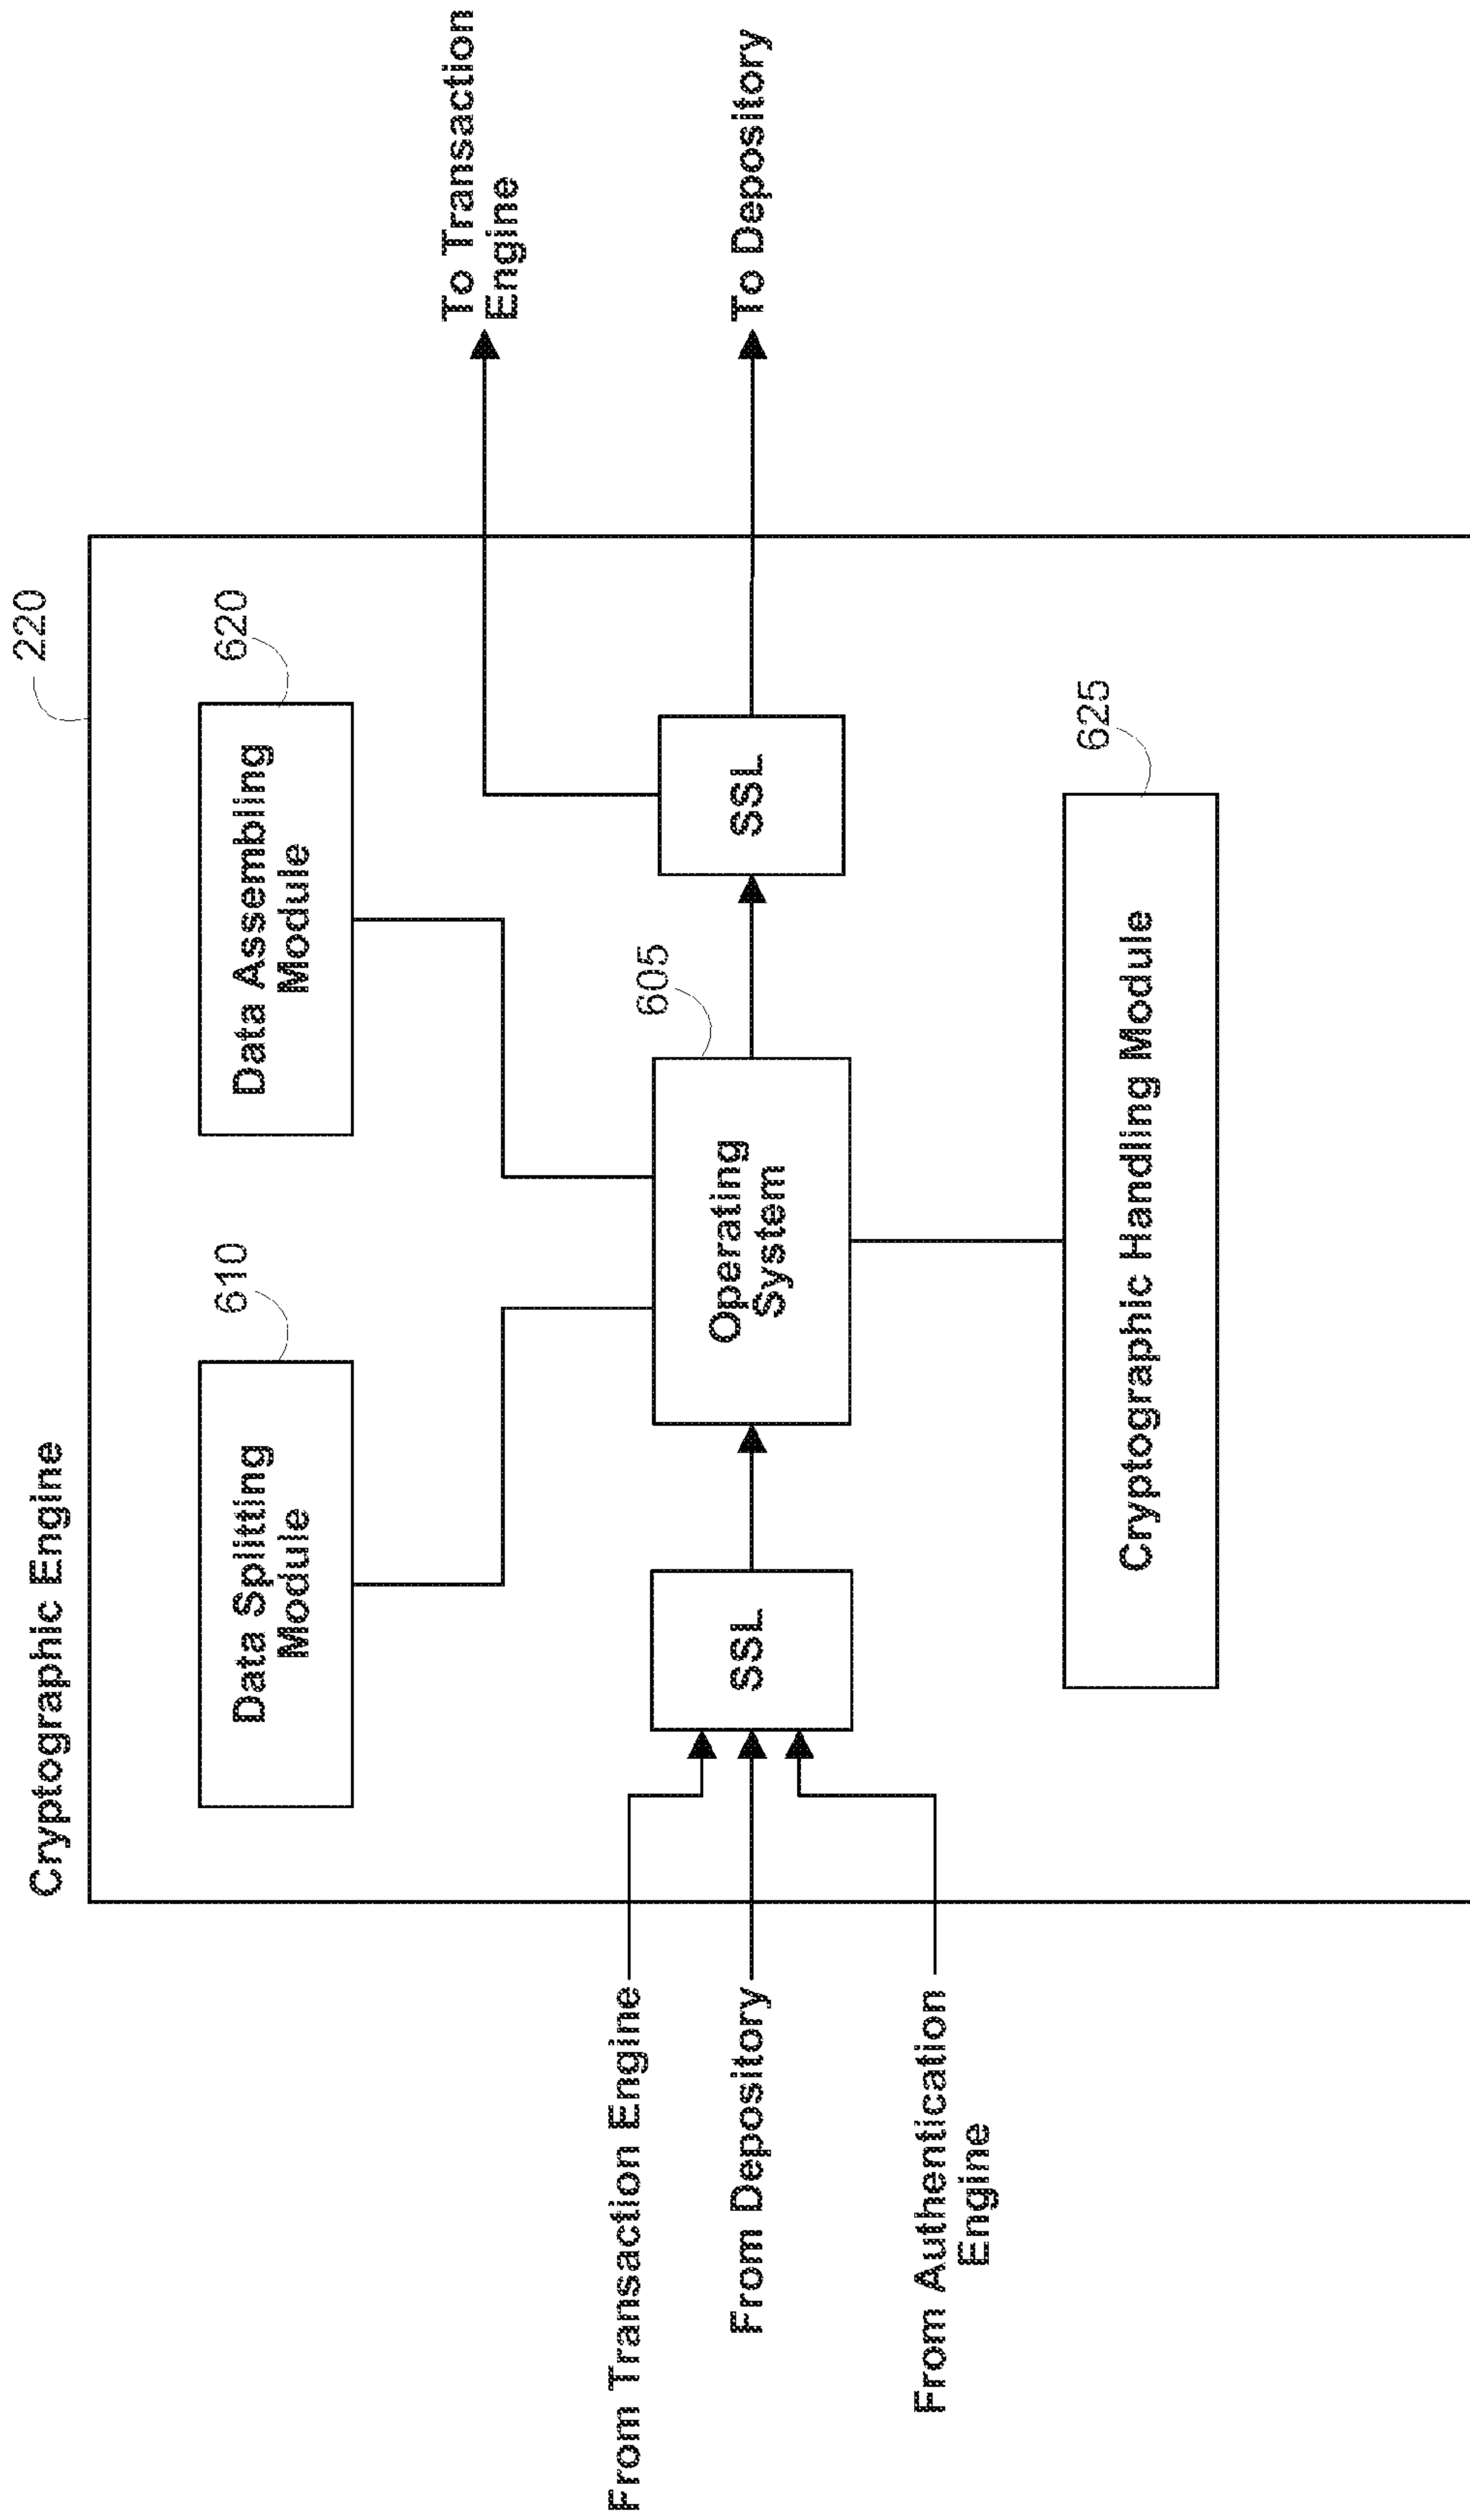 Cryptographic Engine
220
Data Splitting
Module
610
Data Assembling
Module
620
From Transaction Engine
From Depository
From Authentication
Engine
SSL
Operating
System
605
SSL
To Transaction
Engine
To Depository
Cryptographic Handling Module
625